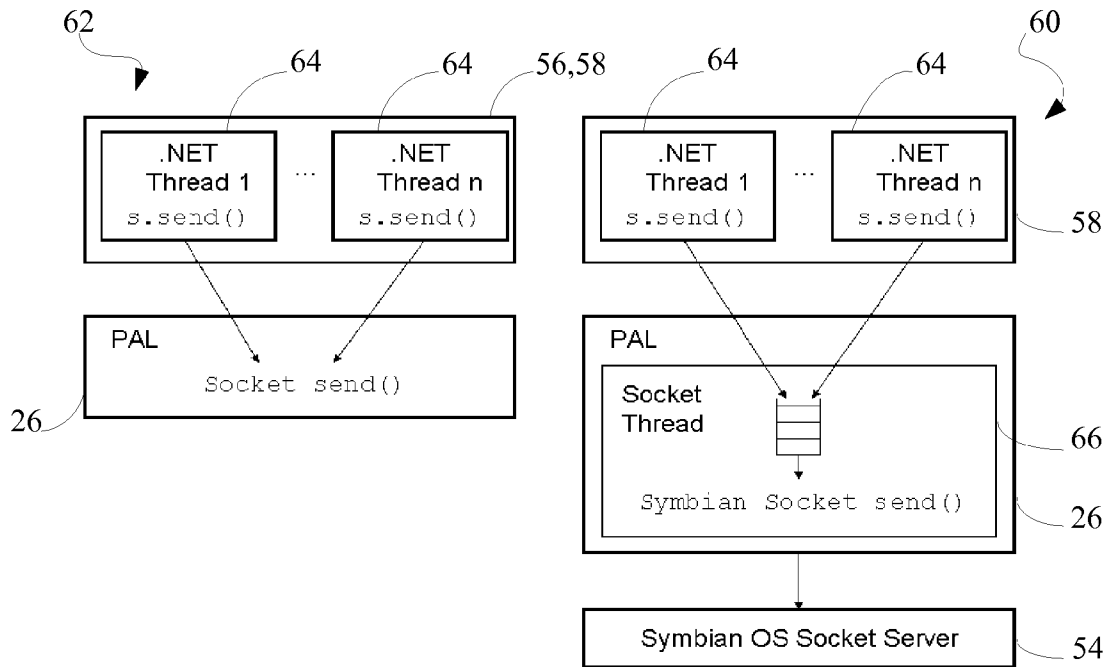 62
64
64
56,58
64
64
60
.NET
Thread 1
s.send()
...
.NET
Thread n
s.send()
.NET
Thread 1
s.send()
...
.NET
Thread n
s.send()
58
PAL
Socket send()
26
PAL
Socket
Thread
Symbian Socket send()
66
26
Symbian OS Socket Server
54